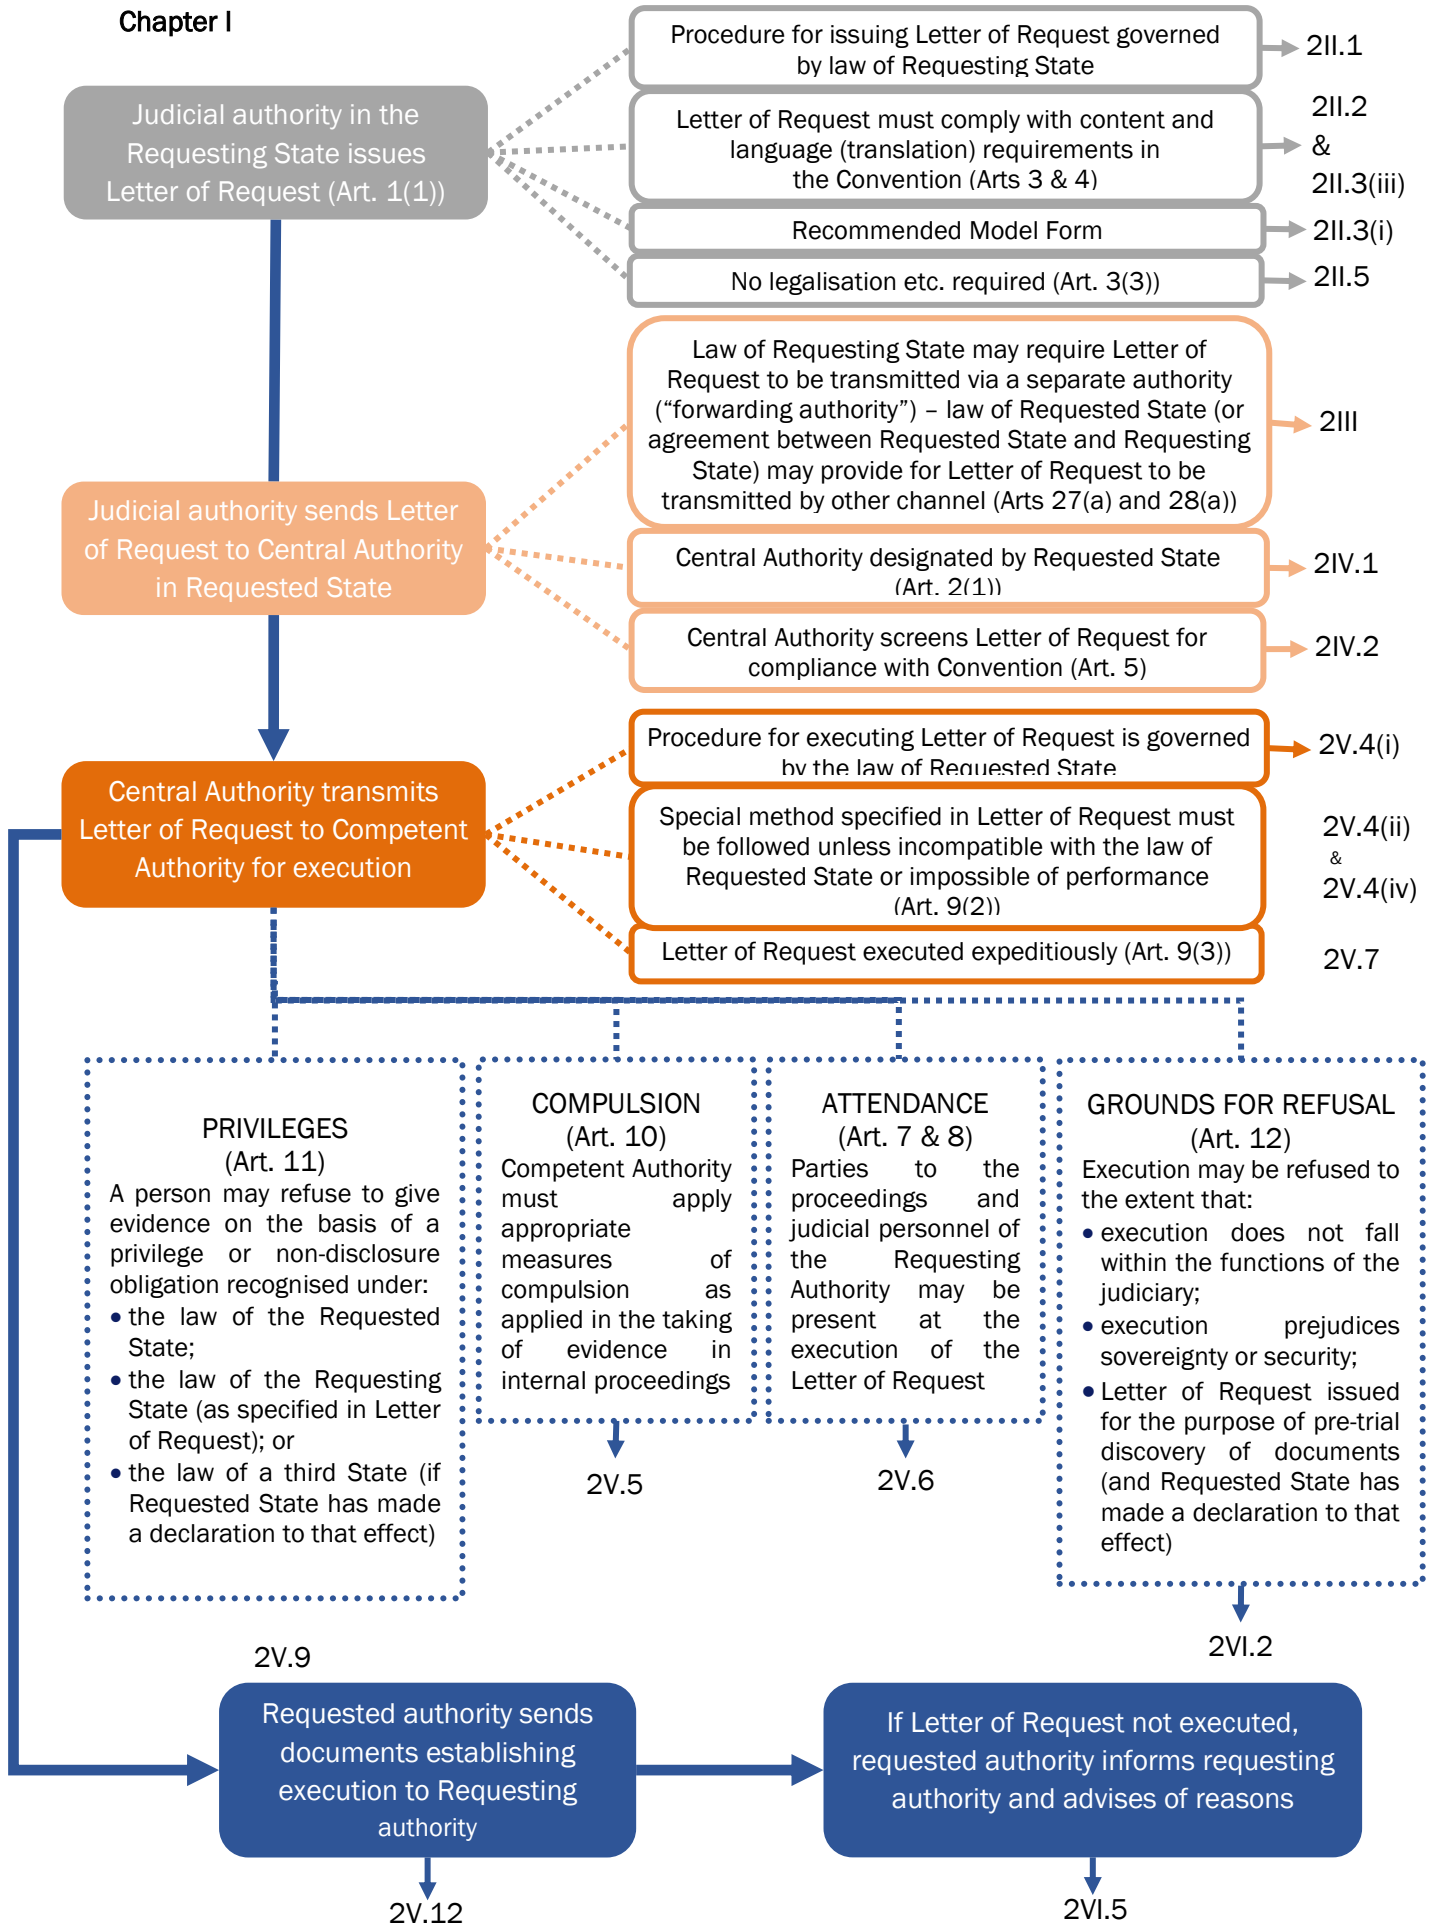 Chapter I
Judicial authority in the
Requesting State issues
Letter of Request (Art. 1(1))
Procedure for issuing Letter of Request governed
by law of Requesting State
2II.1
Letter of Request must comply with content and
language (translation) requirements in
the Convention (Arts 3 & 4)
2II.2
&
2II.3(iii)
Recommended Model Form
2II.3(i)
No legalisation etc. required (Art. 3(3))
2II.5
Judicial authority sends Letter
of Request to Central Authority
in Requested State
Law of Requesting State may require Letter of
Request to be transmitted via a separate authority
(“forwarding authority”) – law of Requested State (or
agreement between Requested State and Requesting
State) may provide for Letter of Request to be
transmitted by other channel (Arts 27(a) and 28(a))
2III
Central Authority designated by Requested State
(Art. 2(1))
2IV.1
Central Authority screens Letter of Request for
compliance with Convention (Art. 5)
2IV.2
Central Authority transmits
Letter of Request to Competent
Authority for execution
Procedure for executing Letter of Request is governed
by the law of Requested State
2V.4(i)
Special method specified in Letter of Request must
be followed unless incompatible with the law of
Requested State or impossible of performance
(Art. 9(2))
2V.4(ii)
&
2V.4(iv)
Letter of Request executed expeditiously (Art. 9(3))
2V.7
PRIVILEGES
(Art. 11)
A person may refuse to give
evidence on the basis of a
privilege or non-disclosure
obligation recognised under:
• the law of the Requested
State;
• the law of the Requesting
State (as specified in Letter
of Request); or
• the law of a third State (if
Requested State has made
a declaration to that effect)
2V.9
COMPULSION
(Art. 10)
Competent Authority
must apply
appropriate
measures of
compulsion as
applied in the taking
of evidence in
internal proceedings
2V.5
ATTENDANCE
(Art. 7 & 8)
Parties to the
proceedings and
judicial personnel of
the Requesting
Authority may be
present at the
execution of the
Letter of Request
2V.6
GROUNDS FOR REFUSAL
(Art. 12)
Execution may be refused to
the extent that:
• execution does not fall
within the functions of the
judiciary;
• execution prejudices
sovereignty or security;
• Letter of Request issued
for the purpose of pre-trial
discovery of documents
(and Requested State has
made a declaration to that
effect)
2VI.2
Requested authority sends
documents establishing
execution to Requesting
authority
2V.12
If Letter of Request not executed,
requested authority informs requesting
authority and advises of reasons
2VI.5